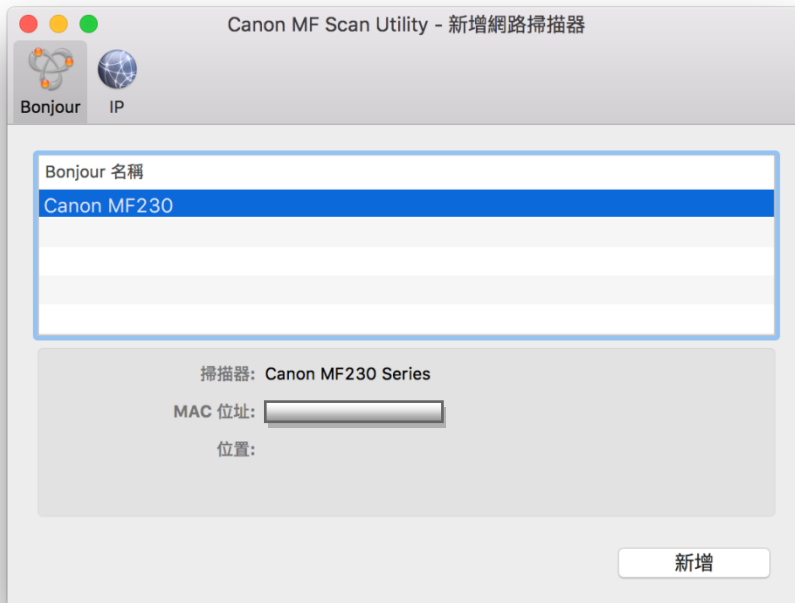 Canon MF Scan Utility - 新增網路掃描器
Bonjour
IP
Bonjour 名稱
Canon MF230
掃描器: Canon MF230 Series
MAC 位址:
位置:
新增